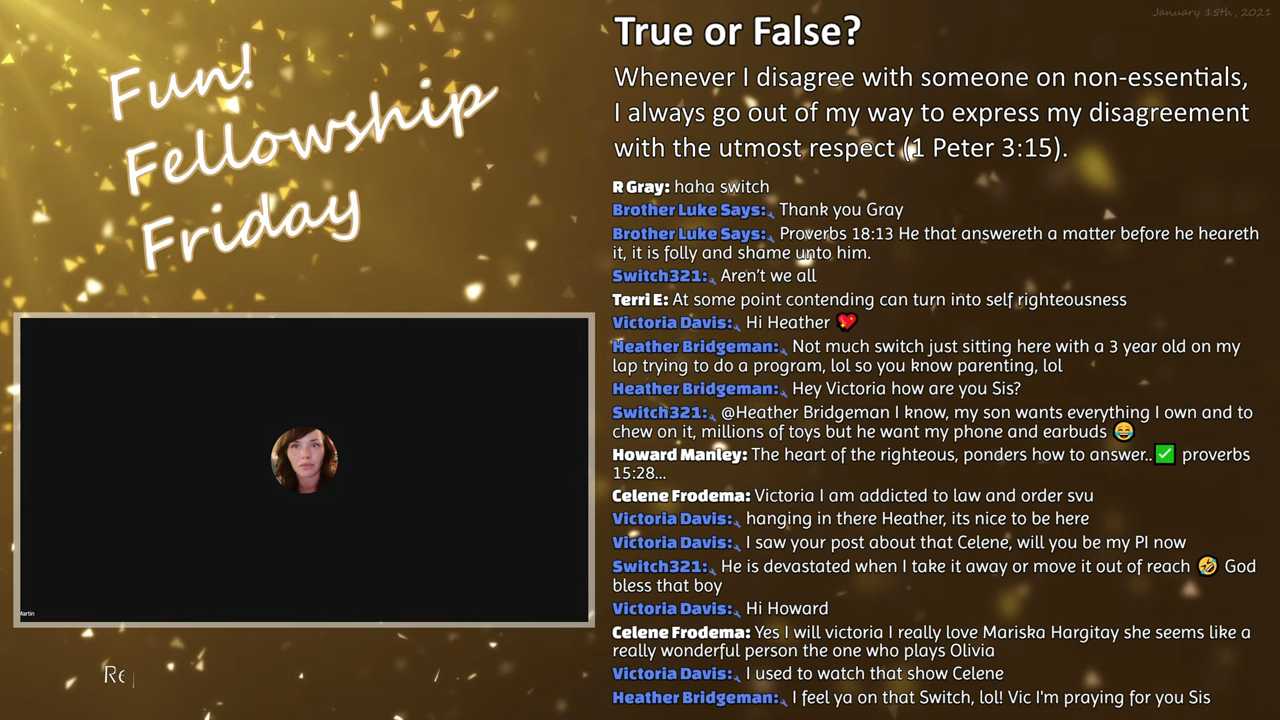 January 15th, 2021
Fun!
Fellowship
Friday
True or False?
Whenever I disagree with someone on non-essentials,
I always go out of my way to express my disagreement
with the utmost respect (1 Peter 3:15).
R Gray: haha switch
Brother Luke Says: Thank you Gray
Brother Luke Says: Proverbs 18:13 He that answereth a matter before he heareth
it, it is folly and shame unto him.
Switch321: Aren't we all
Terri E: At some point contending can turn into self righteousness
Victoria Davis: Hi Heather 💖
Heather Bridgeman: Not much switch just sitting here with a 3 year old on my
lap trying to do a program, lol so you know parenting, lol
Heather Bridgeman: Hey Victoria how are you Sis?
Switch321: @Heather Bridgeman I know, my son wants everything I own and to
chew on it, millions of toys but he want my phone and earbuds 😂
Howard Manley: The heart of the righteous, ponders how to answer..✅ proverbs
15:28...
Celene Frodema: Victoria I am addicted to law and order svu
Victoria Davis: hanging in there Heather, its nice to be here
Victoria Davis: I saw your post about that Celene, will you be my PI now
Switch321: He is devastated when I take it away or move it out of reach 🤣 God
bless that boy
Victoria Davis: Hi Howard
Celene Frodema: Yes I will victoria I really love Mariska Hargitay she seems like a
really wonderful person the one who plays Olivia
Victoria Davis: I used to watch that show Celene
Heather Bridgeman: I feel ya on that Switch, lol! Vic I'm praying for you Sis
Martin
Re